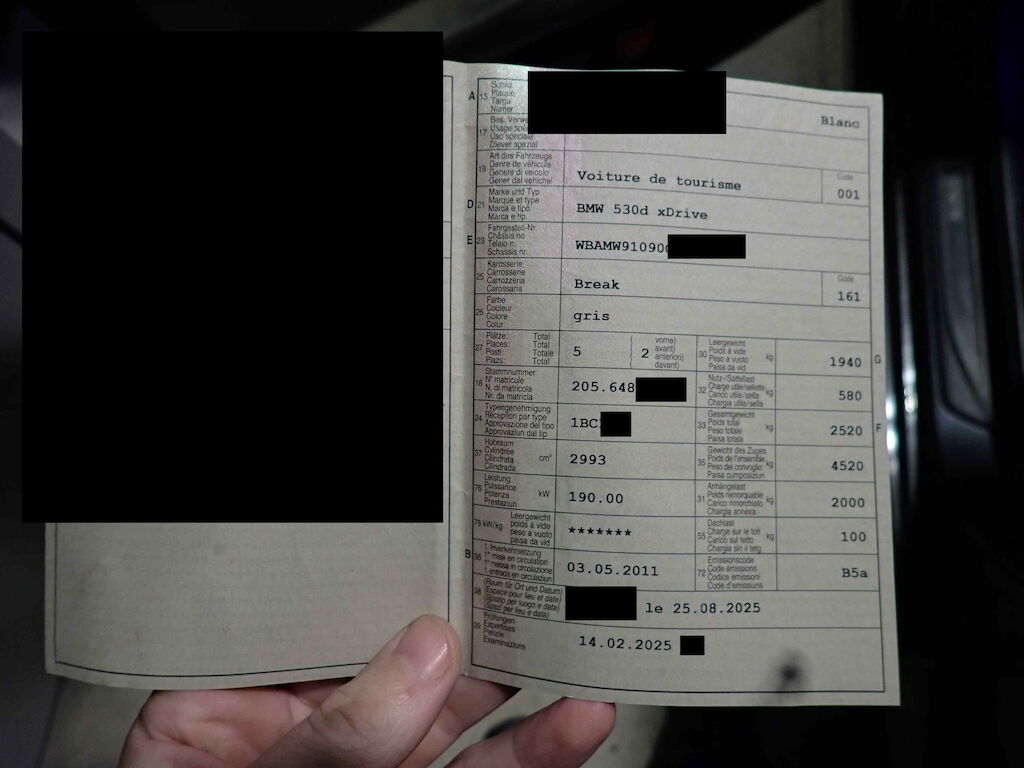 A 15 Schild
Plaque
Targa
Numer
Blanc
17 Bes. Verwe
Usage spé
Uso speciale
Diever spezial
19 Art des Fahrzeugs
Genre de véhicule
Genere di veicolo
Gener dal vehichel
Voiture de tourisme
Code
001
D 21 Marke und Typ
Marque et type
Marca e tipo
Marca e tip
BMW 530d xDrive
E 23 Fahrgestell-Nr.
Châssis no
Telaio n.
Schassis nr.
WBAMW91090
25 Karosserie
Carrosserie
Carrozzeria
Carossaria
Break
Code
161
26 Farbe
Couleur
Colore
Colur
gris
27 Plätze: Total
Places: Total
Posti: Totale
Plazs: Total
5
2
vorne)
avant)
anteriori)
davant)
30 Leergewicht
Poids à vide
Peso a vuoto
Paisa da vid
kg
1940 G
18 Stammnummer
N° matricule
N. di matricola
Nr. da matricla
205.648
32 Nutz-/Sattellast
Charge utile/sellette
Carico utile/sella
Chargia utila/sella
kg
580
24 Typengenehmigung
Réception par type
Approvazione del tipo
Approvaziun dal tip
1BC
33 Gesamtgewicht
Poids total
Peso totale
Paisa totala
kg
2520 F
37 Hubraum
Cylindrée
Cilindrata
Cilindrada
cm³
2993
35 Gewicht des Zuges
Poids de l'ensemble
Peso del convoglio
Paisa cumposiziun
kg
4520
76 Leistung
Puissance
Potenza
Prestaziun
kW
190.00
31 Anhängelast
Poids remorquable
Carico rimorchiato
Chargia annexa
kg
2000
78 kW/kg Leergewicht
poids à vide
peso a vuoto
paisa da vid
*******
55 Dachlast
Charge sur le toit
Carico sul tetto
Chargia sin il tetg
kg
100
B 36 1. Inverkehrsetzung
1re mise en circulation
1a messa in circolazione
1. entrada en circulaziun
03.05.2011
72 Emissionscode
Code émissions
Codice emissioni
Code d'emissiuns
B5a
38 (Raum für Ort und Datum)
(Espace pour lieu et date)
(Spazio per luogo e data)
(Spazi per lieu e data)
le 25.08.2025
39 Prüfungen
Expertises
Perizie
Examinaziuns
14.02.2025